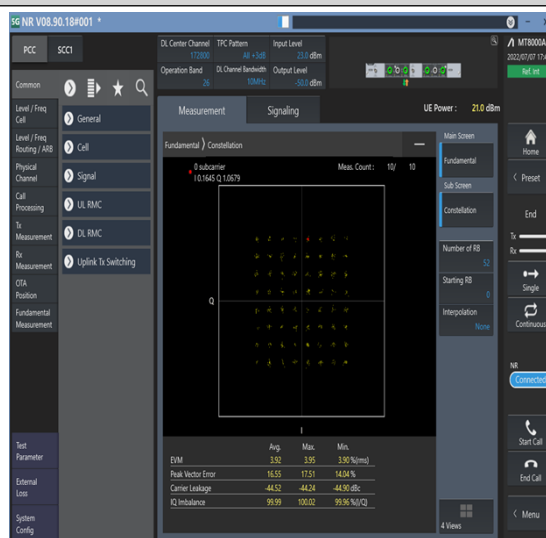 5G NR V08.90.18#001 *
PCC SCC1
DL Center Channel TPC Pattern Input Level
172800 All +3dB 23.0 dBm
Operation Band DL Channel Bandwidth Output Level
26 10MHz -50.0 dBm
MT8000A
2022/07/07 17:4
Ref. Int
Common
Level / Freq
Cell
Level / Freq
Routing / ARB
Physical
Channel
Call
Processing
Tx
Measurement
Rx
Measurement
OTA
Position
Fundamental
Measurement
Test
Parameter
External
Loss
System
Config
General
Cell
Signal
UL RMC
DL RMC
Uplink Tx Switching
Measurement Signaling UE Power : 21.0 dBm
Fundamental Constellation
0 subcarrier Meas. Count : 10/ 10
I 0.1645 Q 1.0679
Q
I
Avg. Max. Min.
EVM 3.92 3.95 3.90 %(rms)
Peak Vector Error 16.55 17.51 14.04 %
Carrier Leakage -44.52 -44.24 -44.90 dBc
IQ Imbalance 99.99 100.02 99.96 %(I/Q)
Main Screen
Fundamental
Sub Screen
Constellation
Number of RB
52
Starting RB
0
Interpolation
None
4 Views
Home
Preset
End
Tx
Rx
Single
Continuous
NR
Connected
Start Call
End Call
Menu